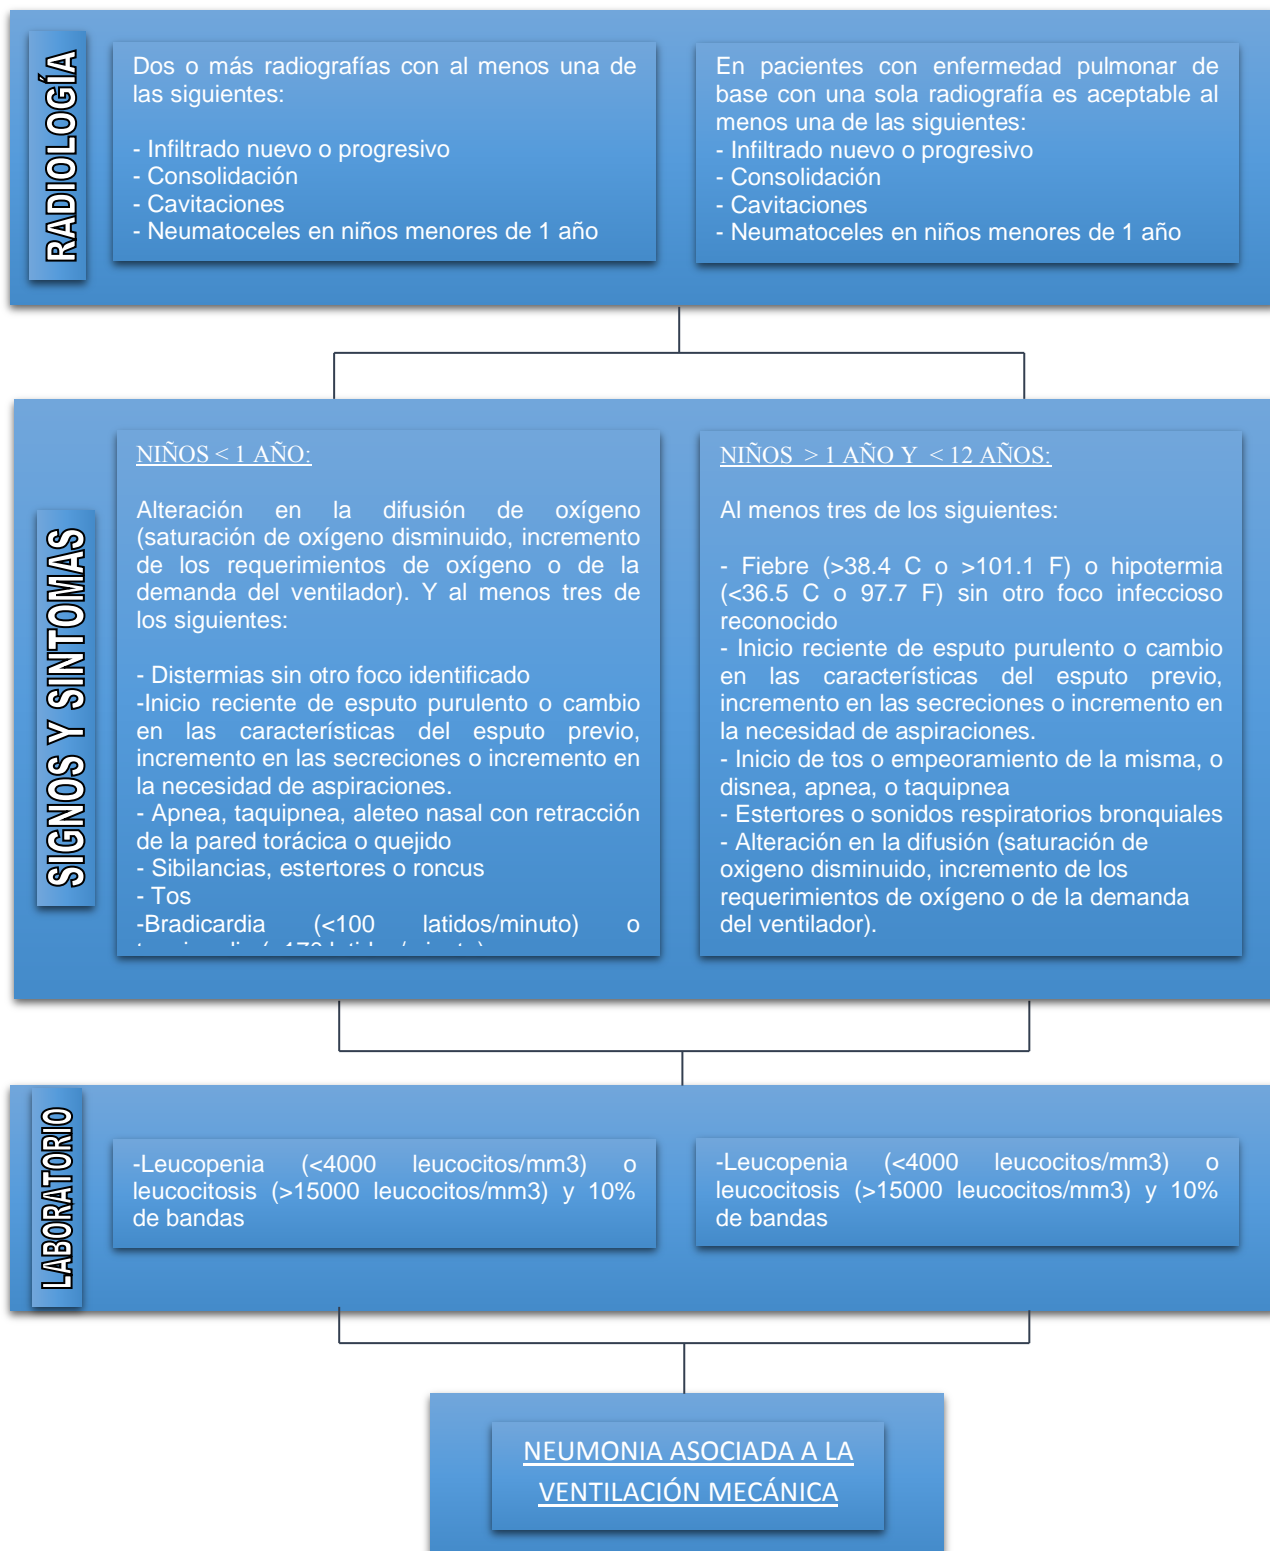 RADIOLOGÍA
Dos o más radiografías con al menos una de
las siguientes:
- Infiltrado nuevo o progresivo
- Consolidación
- Cavitaciones
- Neumatoceles en niños menores de 1 año
En pacientes con enfermedad pulmonar de
base con una sola radiografía es aceptable al
menos una de las siguientes:
- Infiltrado nuevo o progresivo
- Consolidación
- Cavitaciones
- Neumatoceles en niños menores de 1 año
SIGNOS Y SINTOMAS
NIÑOS < 1 AÑO:
Alteración en la difusión de oxígeno
(saturación de oxígeno disminuido, incremento
de los requerimientos de oxígeno o de la
demanda del ventilador). Y al menos tres de
los siguientes:
- Distermias sin otro foco identificado
-Inicio reciente de esputo purulento o cambio
en las características del esputo previo,
incremento en las secreciones o incremento en
la necesidad de aspiraciones.
- Apnea, taquipnea, aleteo nasal con retracción
de la pared torácica o quejido
- Sibilancias, estertores o roncus
- Tos
-Bradicardia (<100 latidos/minuto) o
NIÑOS > 1 AÑO Y < 12 AÑOS:
Al menos tres de los siguientes:
- Fiebre (>38.4 C o >101.1 F) o hipotermia
(<36.5 C o 97.7 F) sin otro foco infeccioso
reconocido
- Inicio reciente de esputo purulento o cambio
en las características del esputo previo,
incremento en las secreciones o incremento en
la necesidad de aspiraciones.
- Inicio de tos o empeoramiento de la misma, o
disnea, apnea, o taquipnea
- Estertores o sonidos respiratorios bronquiales
- Alteración en la difusión (saturación de
oxigeno disminuido, incremento de los
requerimientos de oxígeno o de la demanda
del ventilador).
LABORATORIO
-Leucopenia (<4000 leucocitos/mm3) o
leucocitosis (>15000 leucocitos/mm3) y 10%
de bandas
-Leucopenia (<4000 leucocitos/mm3) o
leucocitosis (>15000 leucocitos/mm3) y 10%
de bandas
NEUMONIA ASOCIADA A LA
VENTILACIÓN MECÁNICA